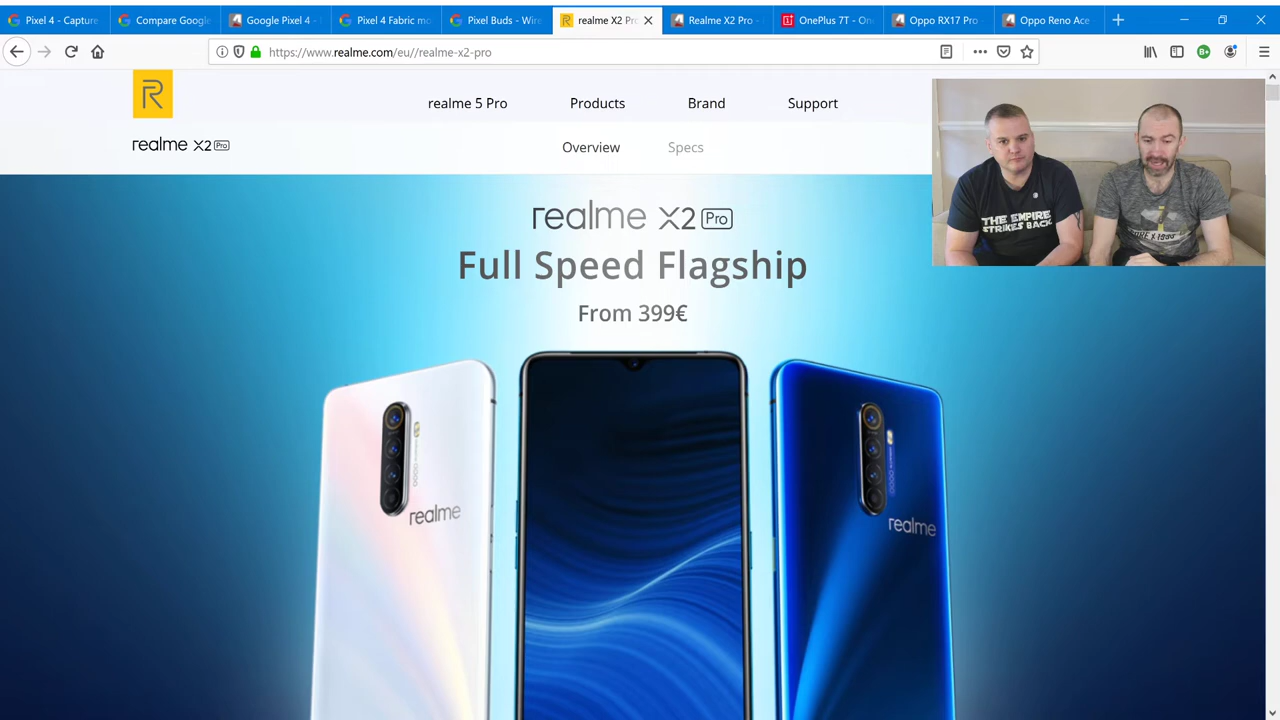 Pixel 4 - Capture
Compare Google
Google Pixel 4 -
Pixel 4 Fabric mo
Pixel Buds - Wire
realme X2 Pro
Realme X2 Pro -
OnePlus 7T - On
Oppo RX17 Pro
Oppo Reno Ace
https://www.realme.com/eu//realme-x2-pro
R
realme 5 Pro
Products
Brand
Support
realme X2 Pro
Overview
Specs
realme X2 Pro
Full Speed Flagship
From 399€
THE EMPIRE
STRIKES BACK
realme
realme